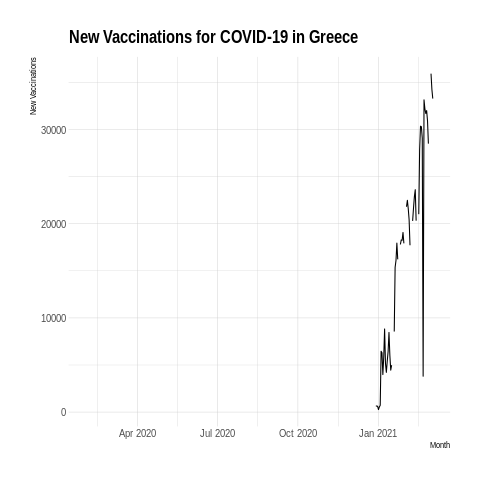 New Vaccinations for COVID-19 in Greece
New Vaccinations
30000
20000
10000
0
Apr 2020 Jul 2020 Oct 2020 Jan 2021
Month